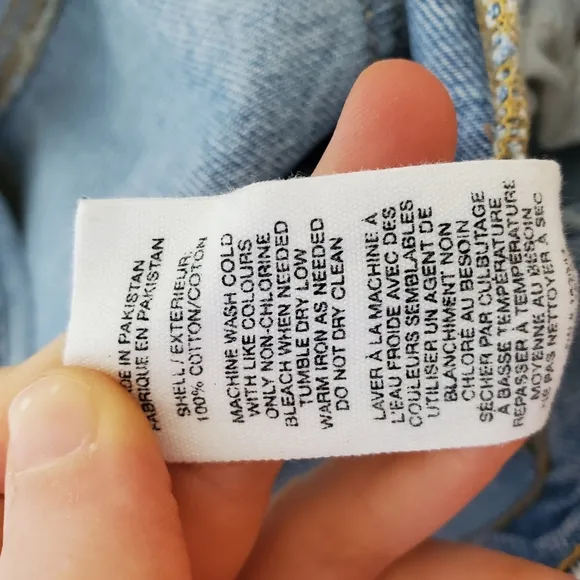 DE IN PAKISTAN
FABRIQUE EN PAKISTAN
SHELL / EXTERIEUR:
100% COTTON/COTON
MACHINE WASH COLD
WITH LIKE COLOURS
ONLY NON-CHLORINE
BLEACH WHEN NEEDED
TUMBLE DRY LOW
WARM IRON AS NEEDED
DO NOT DRY CLEAN
LAVER À LA MACHINE À
L'EAU FROIDE AVEC DES
COULEURS SEMBLABLES
UTILISER UN AGENT DE
BLANCHIMENT NON
CHLORÉ AU BESOIN
SÉCHER PAR CULBUTAGE
À BASSE TEMPÉRATURE
REPASSER À TEMPÉRATURE
MOYENNE AU BESOIN
NE PAS NETTOYER À SEC